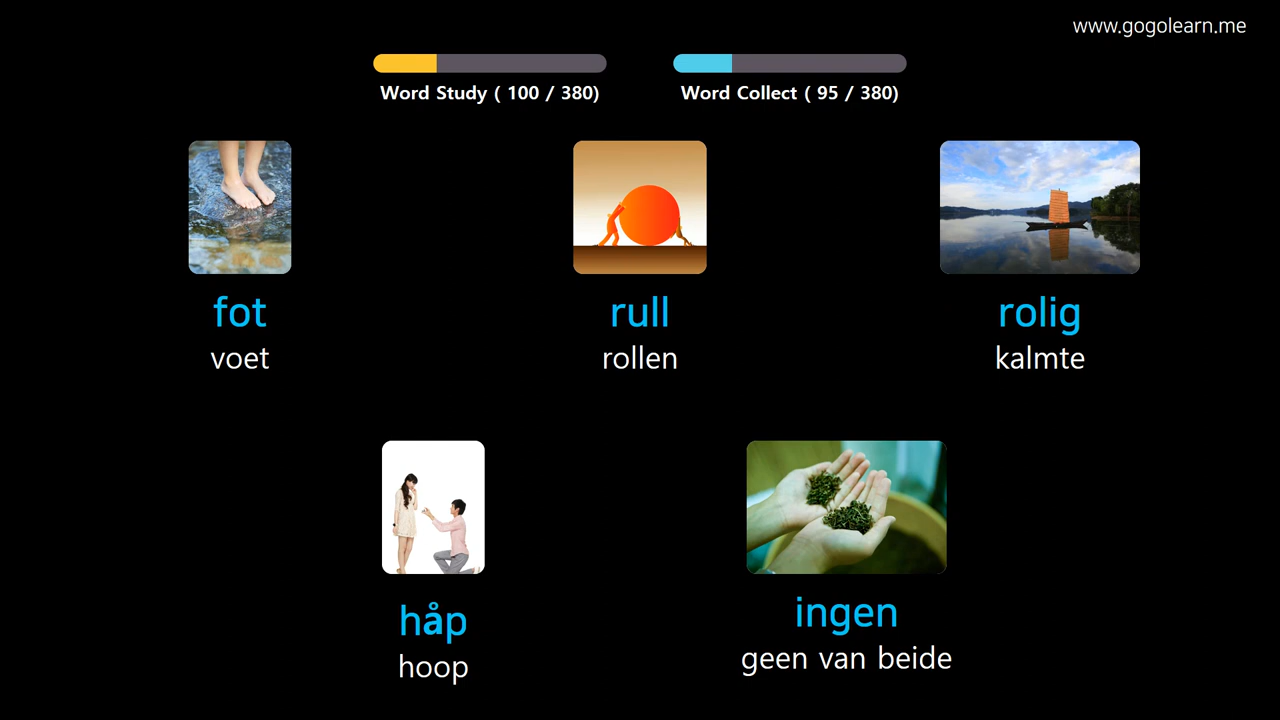 www.gogolearn.me
Word Study ( 100 / 380)
Word Collect ( 95 / 380)
fot
voet
rull
rollen
rolig
kalmte
håp
hoop
ingen
geen van beide